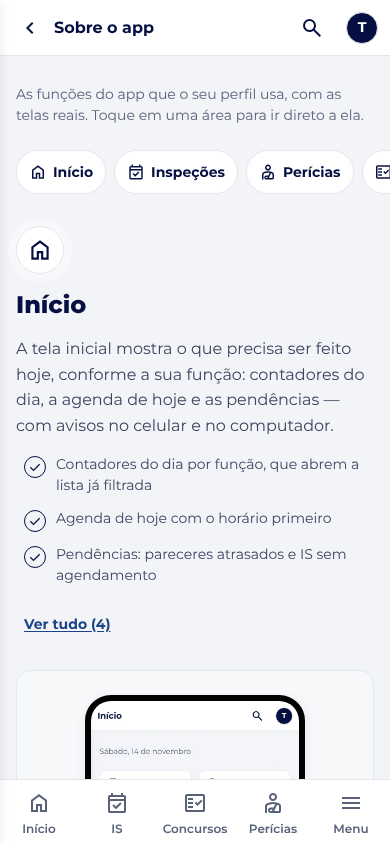 Sobre o app
T
As funções do app que o seu perfil usa, com as
telas reais. Toque em uma área para ir direto a ela.
Início
Inspeções
Perícias
Início
A tela inicial mostra o que precisa ser feito
hoje, conforme a sua função: contadores do
dia, a agenda de hoje e as pendências —
com avisos no celular e no computador.
Contadores do dia por função, que abrem a
lista já filtrada
Agenda de hoje com o horário primeiro
Pendências: pareceres atrasados e IS sem
agendamento
Ver tudo (4)
Início
T
Sábado, 14 de novembro
Início
IS
Concursos
Perícias
Menu